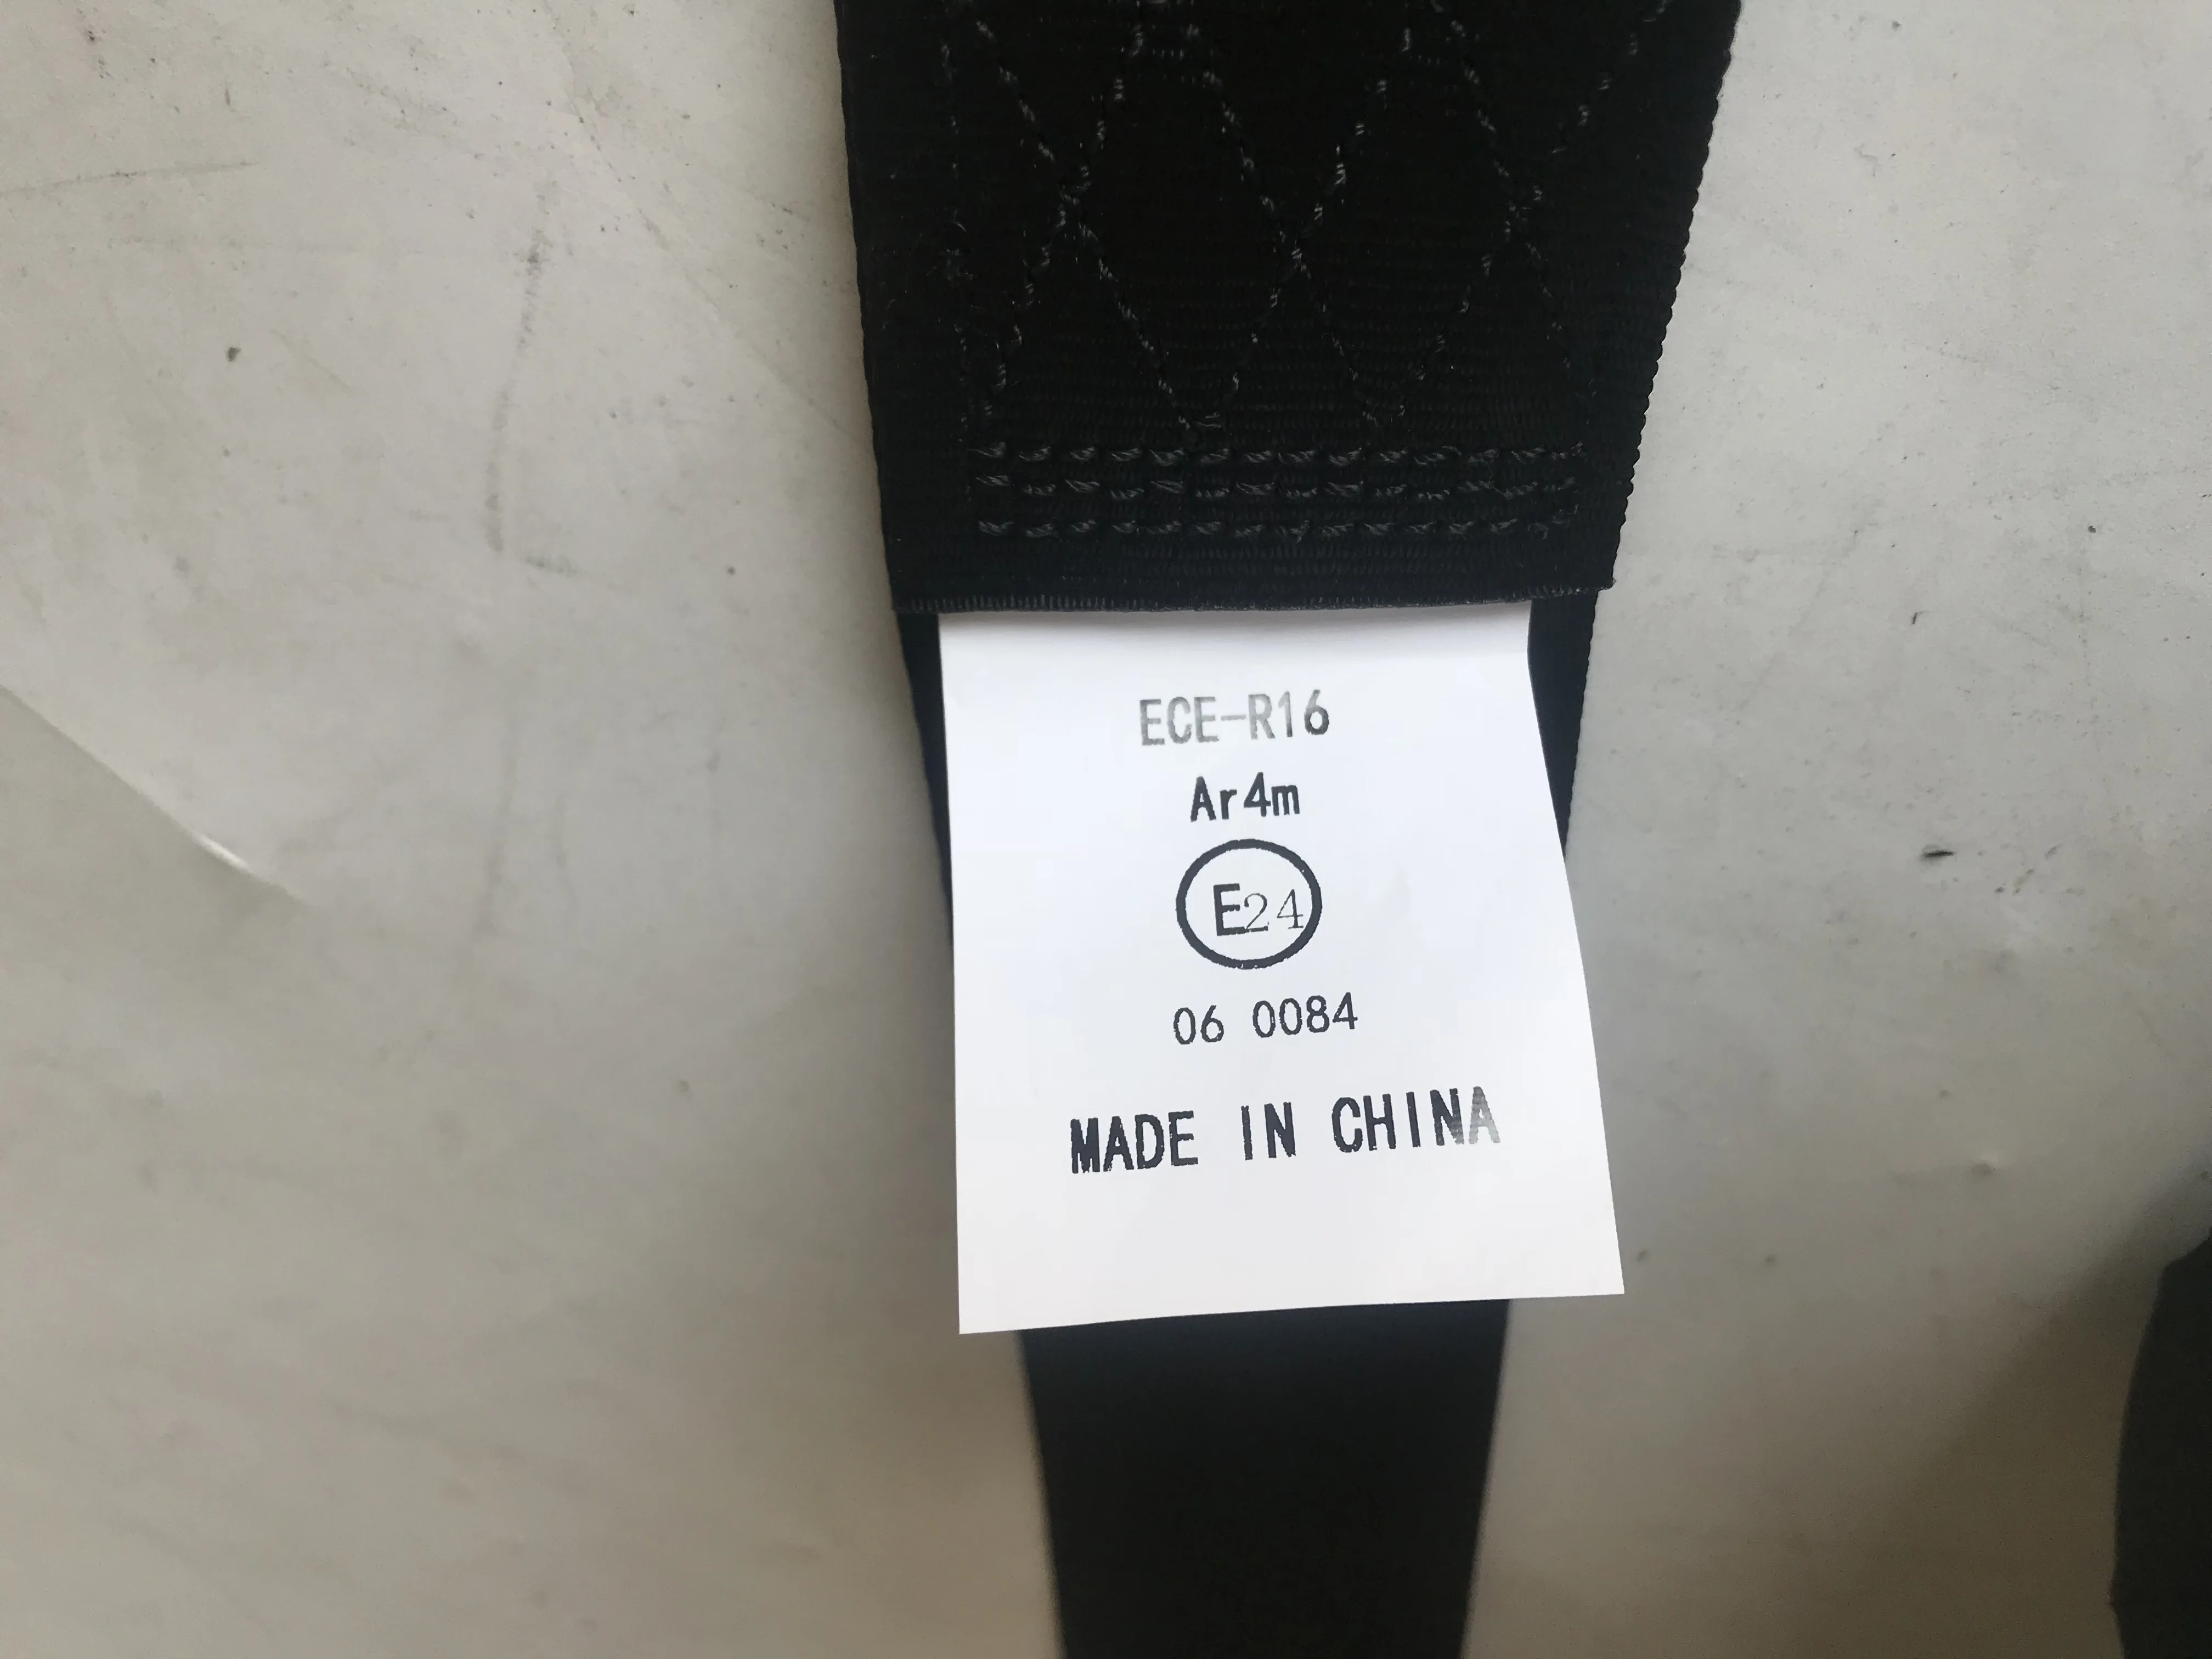 ECE-R16
Ar4m
E24
06 0084
MADE IN CHINA